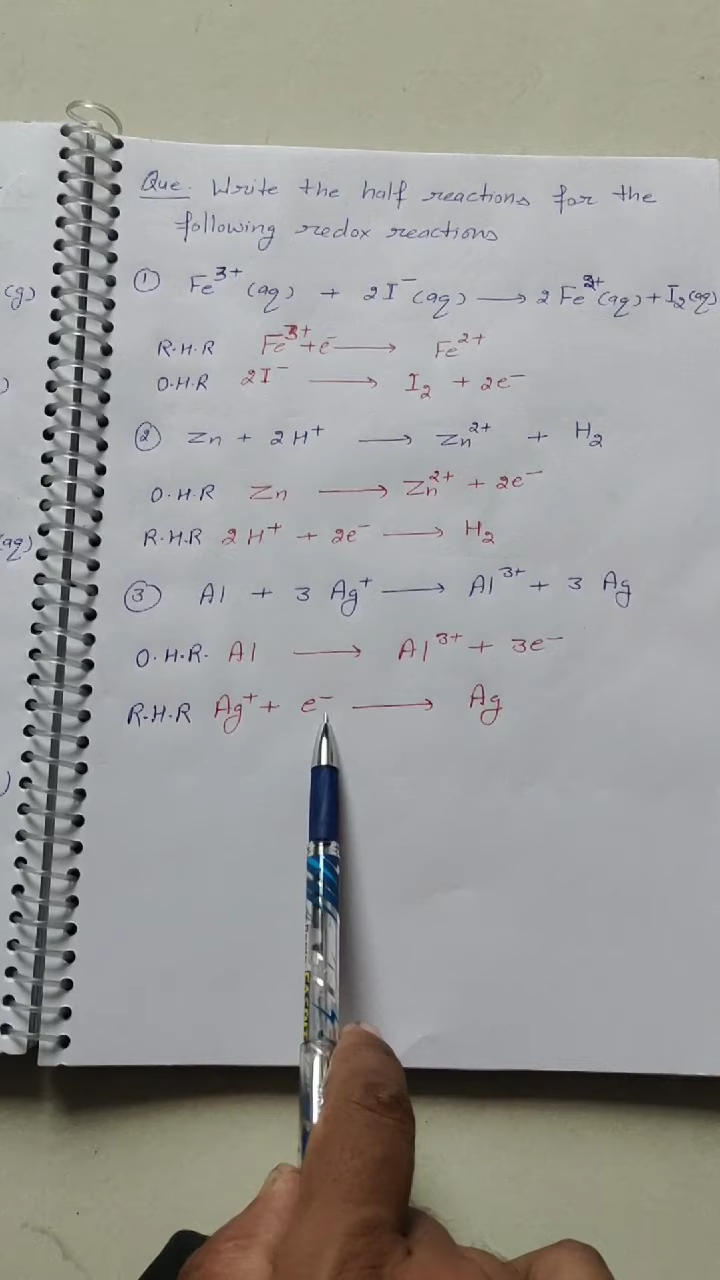 (g)
)
(aq)
)
Que. Write the half reactions for the
following redox reactions
① Fe³⁺(aq) + 2I⁻(aq) ⟶ 2Fe²⁺(aq) + I₂(aq)
R.H.R Fe³⁺ + e⁻ ⟶ Fe²⁺
O.H.R 2I⁻ ⟶ I₂ + 2e⁻
② Zn + 2H⁺ ⟶ Zn²⁺ + H₂
O.H.R Zn ⟶ Zn²⁺ + 2e⁻
R.H.R 2H⁺ + 2e⁻ ⟶ H₂
③ Al + 3 Ag⁺ ⟶ Al³⁺ + 3 Ag
O.H.R. Al ⟶ Al³⁺ + 3e⁻
R.H.R Ag⁺ + e⁻ ⟶ Ag